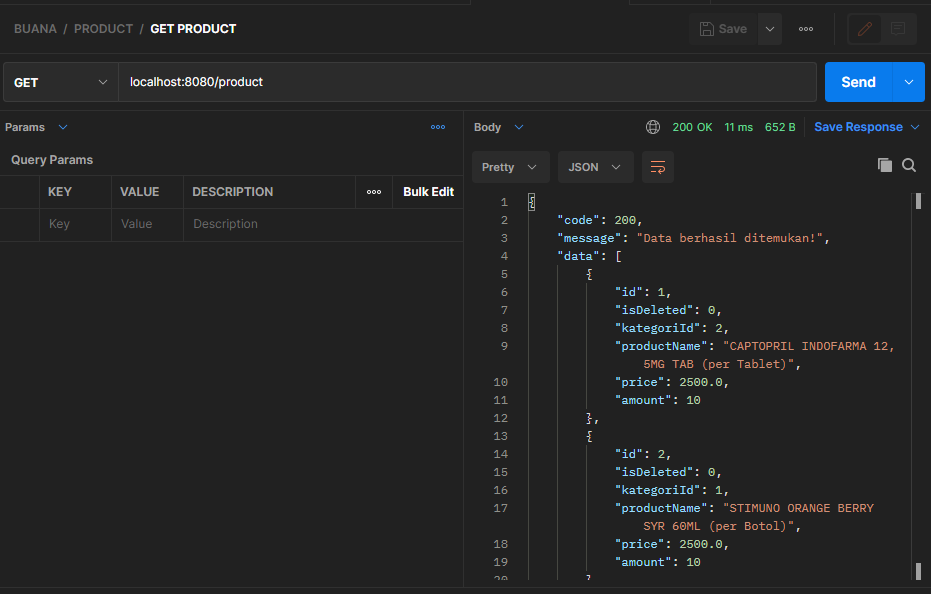 BUANA / PRODUCT / GET PRODUCT
Save
GET
localhost:8080/product
Send
Params
Query Params
KEY VALUE DESCRIPTION Bulk Edit
Key Value Description
Body 200 OK 11 ms 652 B Save Response
Pretty JSON
1 {
2 "code": 200,
3 "message": "Data berhasil ditemukan!",
4 "data": [
5 {
6 "id": 1,
7 "isDeleted": 0,
8 "kategoriId": 2,
9 "productName": "CAPTOPRIL INDOFARMA 12,
5MG TAB (per Tablet)",
10 "price": 2500.0,
11 "amount": 10
12 },
13 {
14 "id": 2,
15 "isDeleted": 0,
16 "kategoriId": 1,
17 "productName": "STIMUNO ORANGE BERRY
SYR 60ML (per Botol)",
18 "price": 2500.0,
19 "amount": 10
20 }